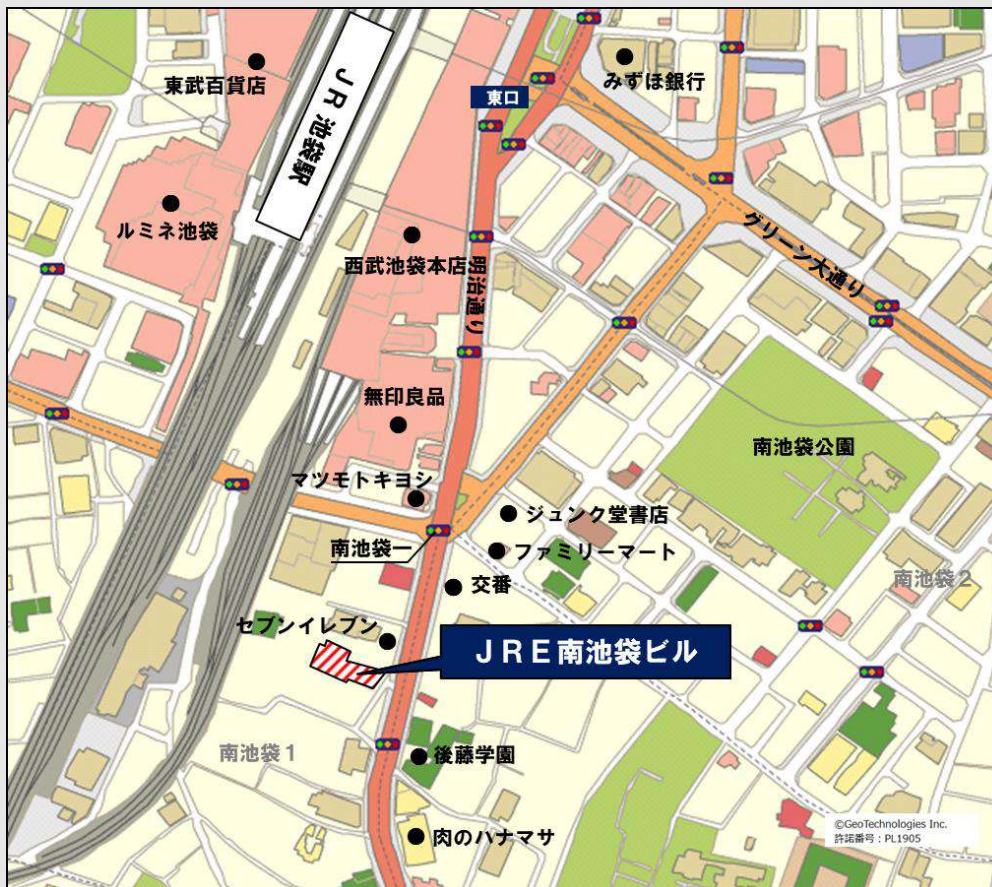 東武百貨店
JR池袋駅
東口
みずほ銀行
ルミネ池袋
西武池袋本店
明治通り
グリーン大通り
無印良品
南池袋公園
マツモトキヨシ
ジュンク堂書店
南池袋一
ファミリーマート
交番
南池袋2
セブンイレブン
JRE南池袋ビル
南池袋1
後藤学園
肉のハナマサ
©GeoTechnologies Inc.
許諾番号：PL1905